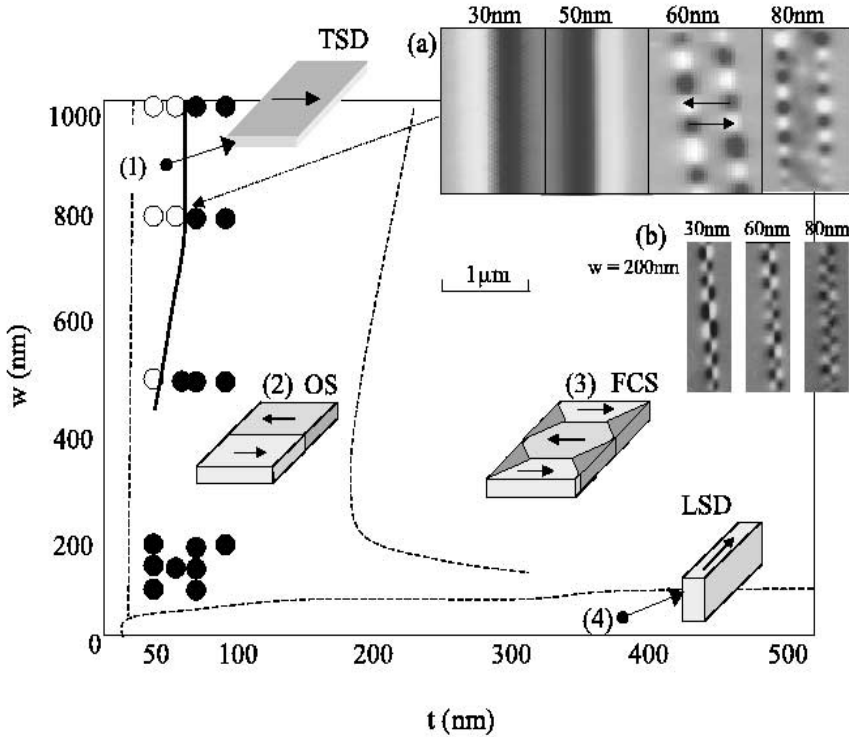 TSD
(a)
30nm 50nm 60nm 80nm
1000
(1)
800
(b)
30nm 60nm 80nm
w = 200nm
1µm
600
w (nm)
(2) OS
(3) FCS
400
LSD
200
(4)
0
50 100 200 300 400 500
t (nm)